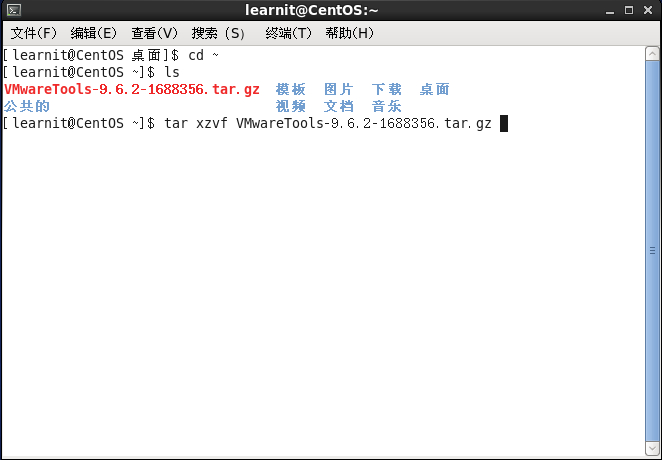 learnit@CentOS:~
文件(F) 编辑(E) 查看(V) 搜索 (S) 终端(T) 帮助(H)
[learnit@CentOS 桌面]$ cd ~
[learnit@CentOS ~]$ ls
VMwareTools-9.6.2-1688356.tar.gz 模板 图片 下载 桌面
公共的 视频 文档 音乐
[learnit@CentOS ~]$ tar xzvf VMwareTools-9.6.2-1688356.tar.gz